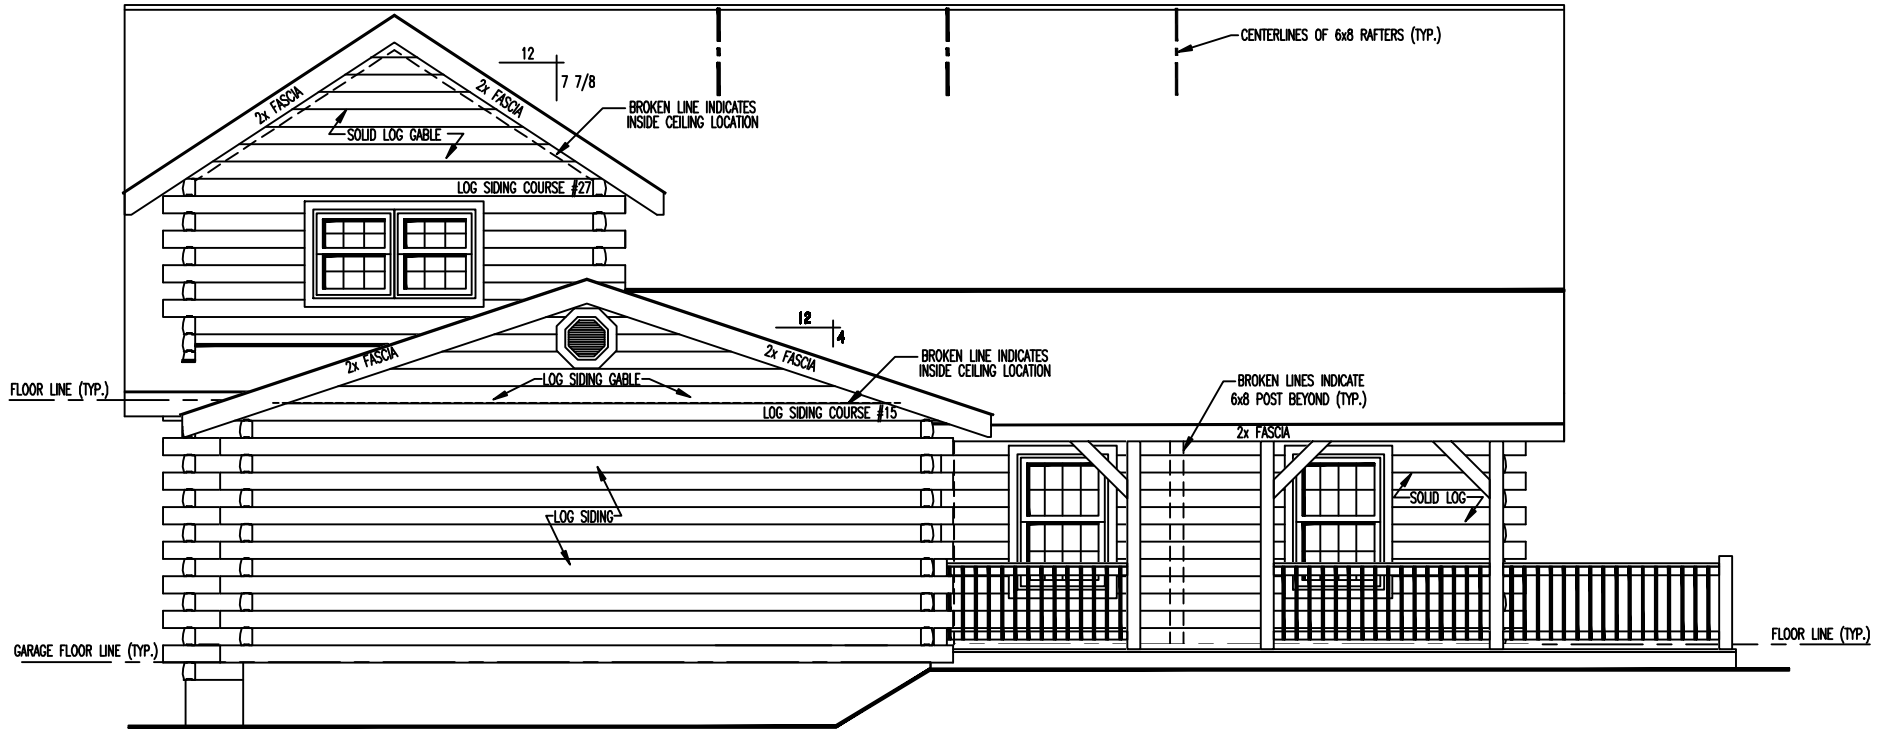 CENTERLINES OF 6x8 RAFTERS (TYP.)
12
7 7/8
2x FASCIA
2x FASCIA
BROKEN LINE INDICATES
INSIDE CEILING LOCATION
SOLID LOG GABLE
LOG SIDING COURSE #27
12
4
2x FASCIA
2x FASCIA
BROKEN LINE INDICATES
INSIDE CEILING LOCATION
LOG SIDING GABLE
BROKEN LINES INDICATE
6x8 POST BEYOND (TYP.)
FLOOR LINE (TYP.)
LOG SIDING COURSE #15
2x FASCIA
SOLID LOG
LOG SIDING
FLOOR LINE (TYP.)
GARAGE FLOOR LINE (TYP.)